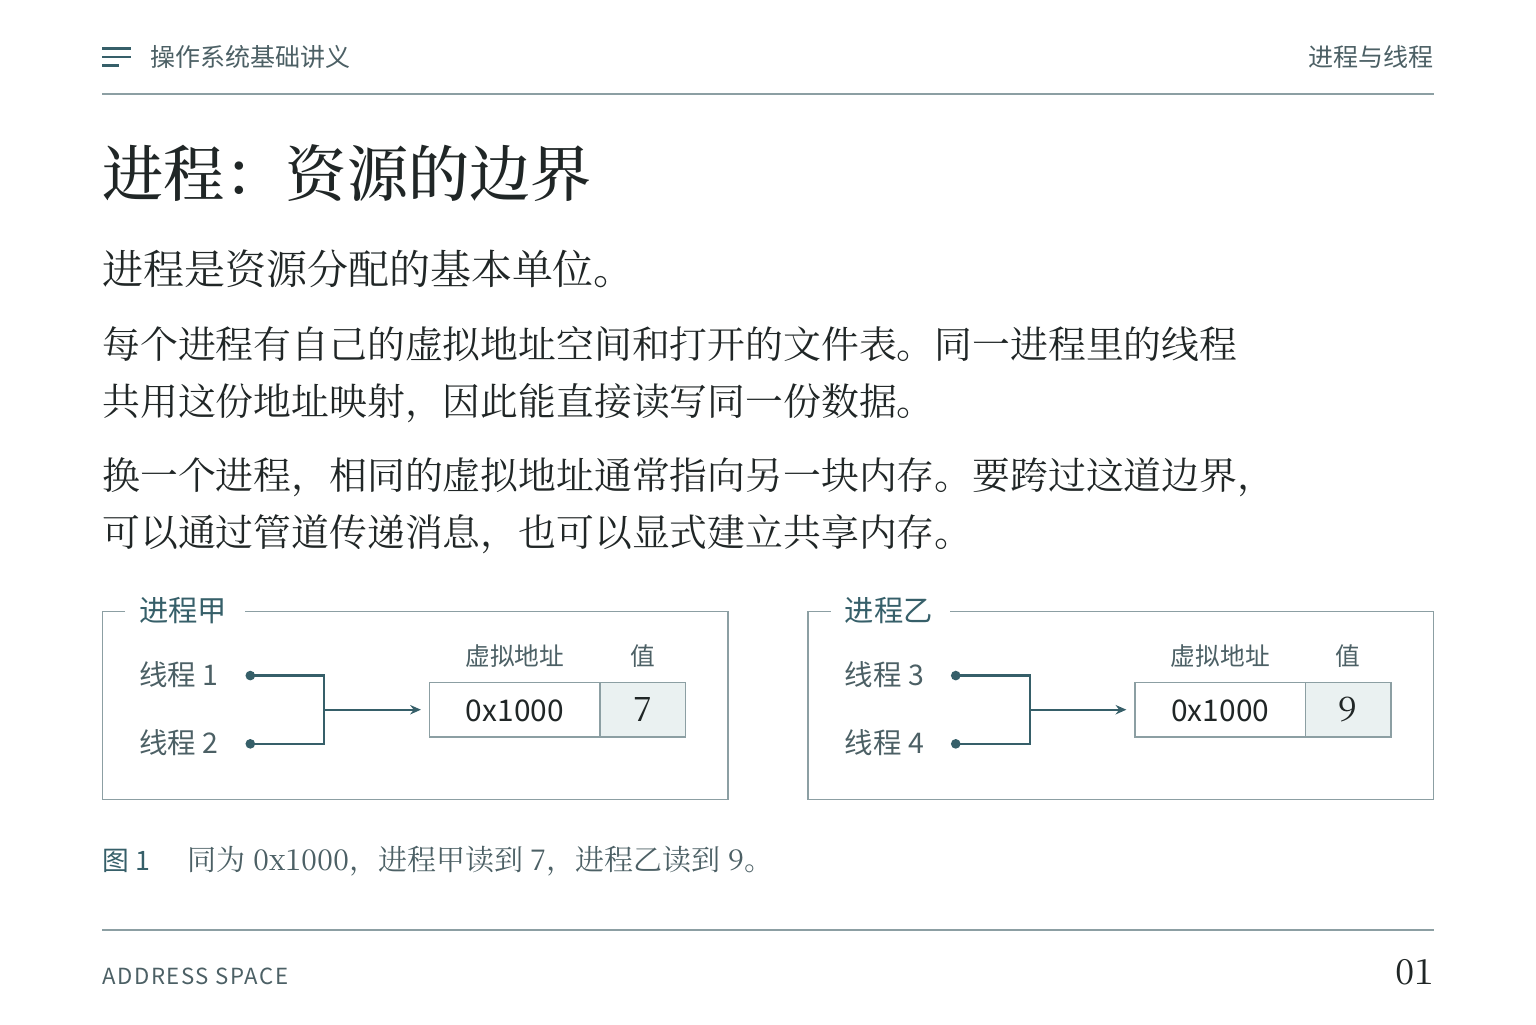 操作系统基础讲义
进程与线程
进程：资源的边界
进程是资源分配的基本单位。
每个进程有自己的虚拟地址空间和打开的文件表。同一进程里的线程
共用这份地址映射，因此能直接读写同一份数据。
换一个进程，相同的虚拟地址通常指向另一块内存。要跨过这道边界，
可以通过管道传递消息，也可以显式建立共享内存。
进程甲
虚拟地址 值
线程 1
0x1000 7
线程 2
进程乙
虚拟地址 值
线程 3
0x1000 9
线程 4
图 1 同为 0x1000，进程甲读到 7，进程乙读到 9。
ADDRESS SPACE
01